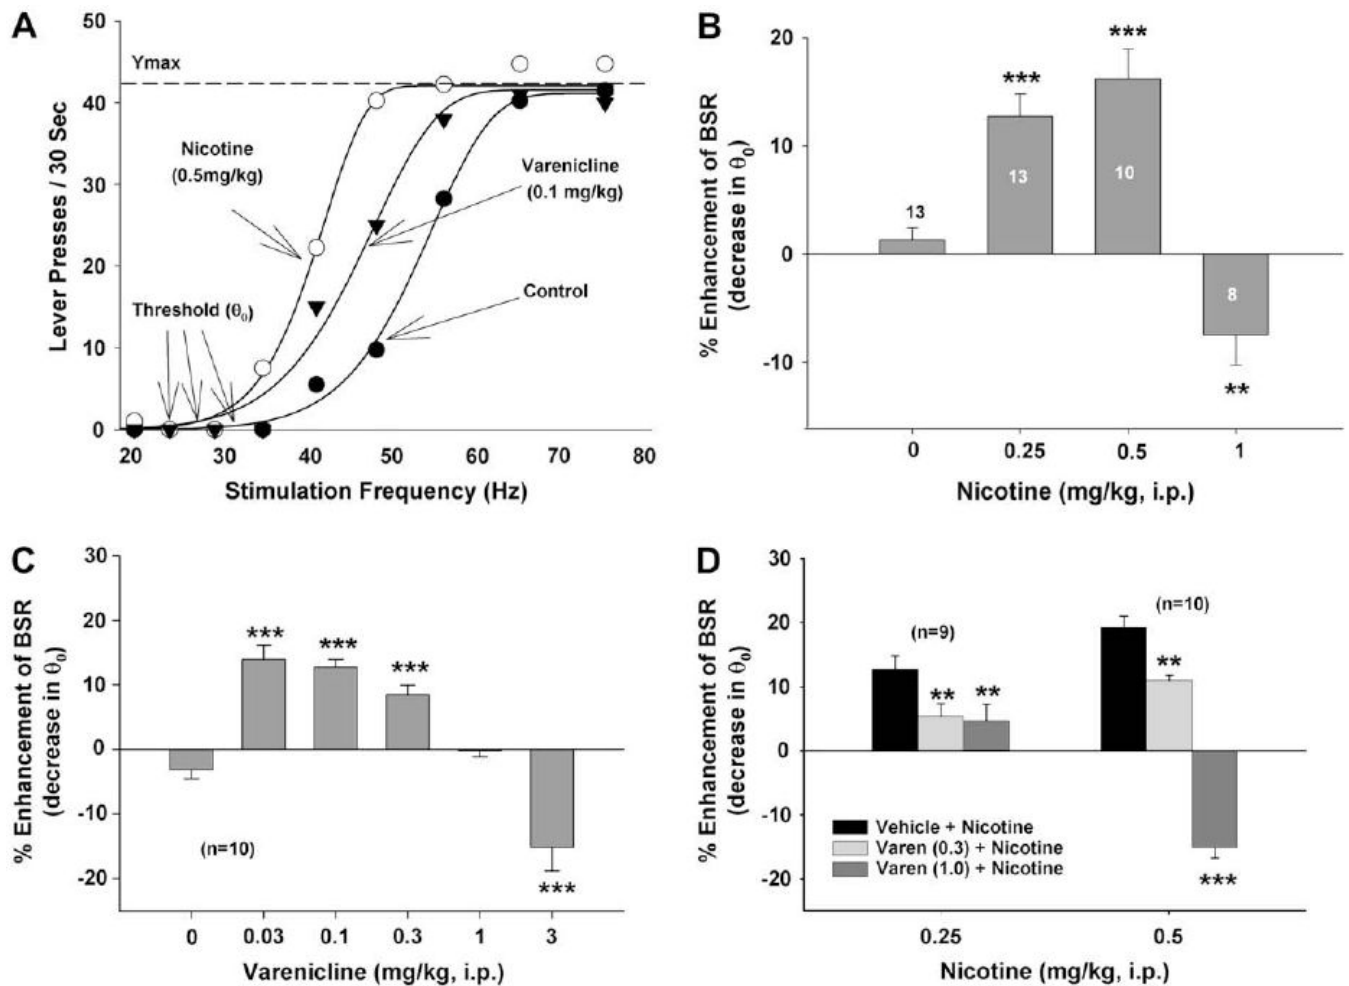 A
50
40
30
20
10
0
Lever Presses / 30 Sec
Ymax
Nicotine
(0.5mg/kg)
Varenicline
(0.1 mg/kg)
Control
Threshold (θ₀)
20 30 40 50 60 70 80
Stimulation Frequency (Hz)
B
20
10
0
-10
% Enhancement of BSR
(decrease in θ₀)
13
***
13
***
10
8
**
0 0.25 0.5 1
Nicotine (mg/kg, i.p.)
C
30
20
10
0
-10
-20
% Enhancement of BSR
(decrease in θ₀)
***
***
***
(n=10)
***
0 0.03 0.1 0.3 1 3
Varenicline (mg/kg, i.p.)
D
30
20
10
0
-10
-20
% Enhancement of BSR
(decrease in θ₀)
(n=9)
(n=10)
** **
**
***
Vehicle + Nicotine
Varen (0.3) + Nicotine
Varen (1.0) + Nicotine
0.25 0.5
Nicotine (mg/kg, i.p.)